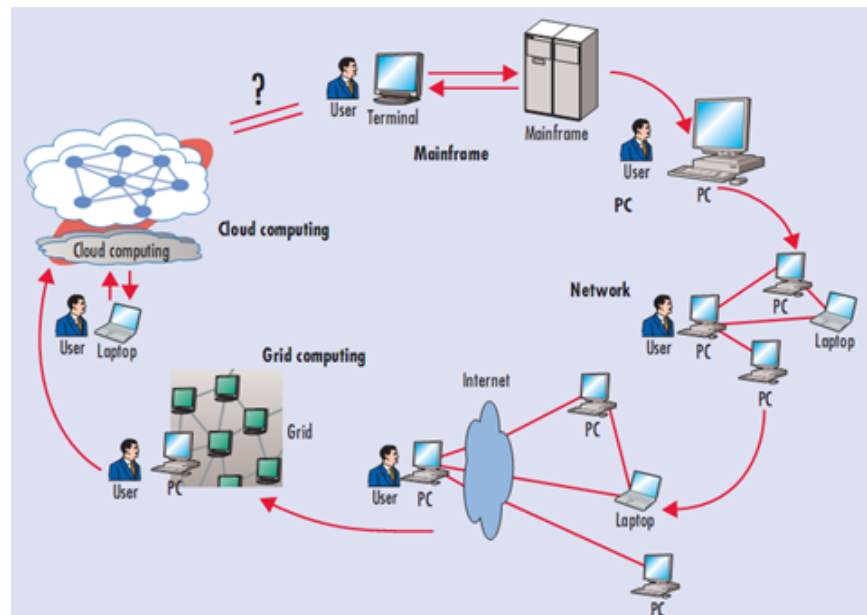 ?
User
Terminal
Mainframe
Mainframe
User
PC
PC
Network
PC
User
PC
Laptop
PC
Internet
PC
User
PC
Laptop
PC
Grid computing
Grid
User
PC
Cloud computing
Cloud computing
User
Laptop